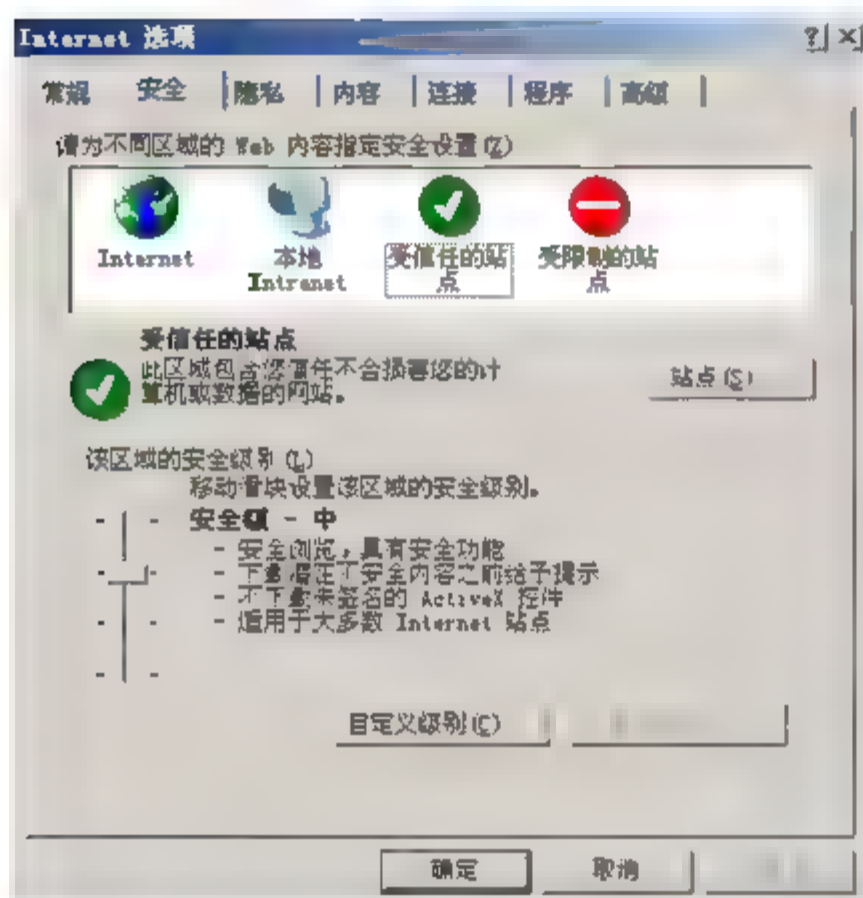 Internet 选项
常规 安全 隐私 内容 连接 程序 高级
请为不同区域的 Web 内容指定安全设置(Z)
Internet
本地
Intranet
受信任的站
点
受限制的站
点
受信任的站点
此区域包含您信任不会损害您的计
算机或数据的网站。
站点(S)
该区域的安全级别(L)
移动滑块设置该区域的安全级别。
安全级 - 中
- 安全浏览，具有安全功能
- 下载潜在不安全内容之前给予提示
- 不下载未签名的 ActiveX 控件
- 适用于大多数 Internet 站点
自定义级别(C)
确定 取消